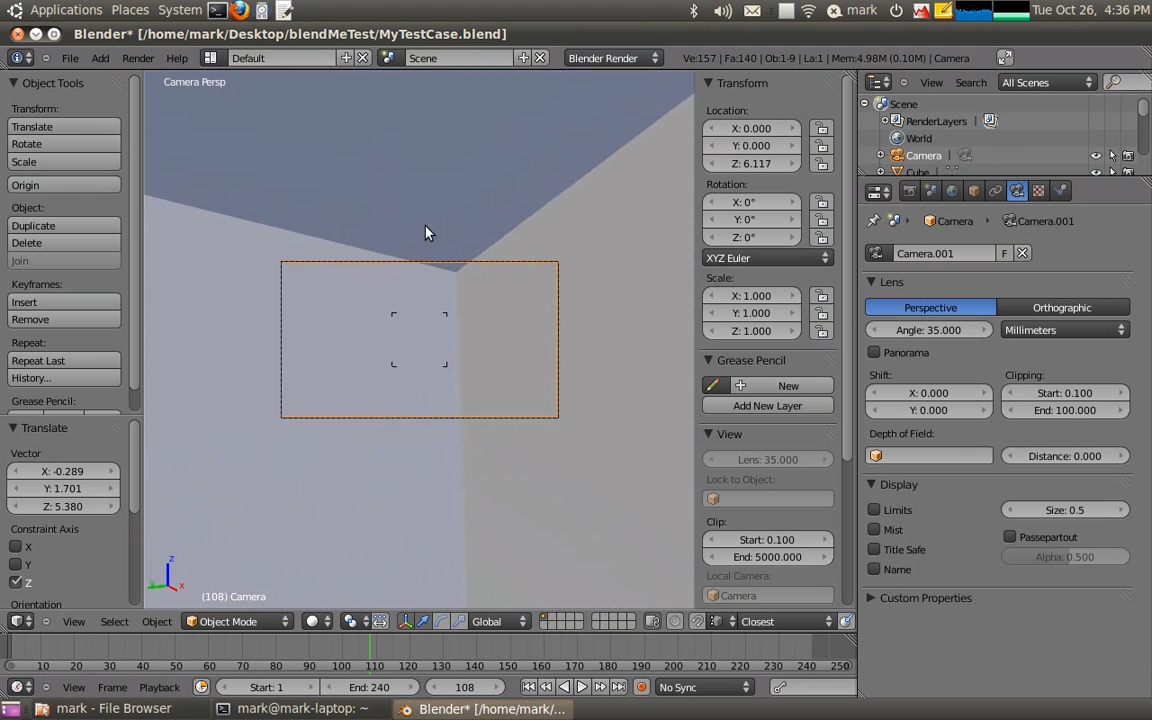 Applications Places System mark Tue Oct 26, 4:36 PM
Blender* [/home/mark/Desktop/blendMeTest/MyTestCase.blend]
File Add Render Help Default Scene Blender Render Ve:157 | Fa:140 | Ob:1-9 | La:1 | Mem:4.98M (0.10M) | Camera
Object Tools
Transform:
Translate
Rotate
Scale
Origin
Object:
Duplicate
Delete
Join
Keyframes:
Insert
Remove
Repeat:
Repeat Last
History...
Grease Pencil:
Translate
Vector
X: -0.289
Y: 1.701
Z: 5.380
Constraint Axis
X
Y
Z
Orientation
Camera Persp
z
y
x
(108) Camera
Transform
Location:
X: 0.000
Y: 0.000
Z: 6.117
Rotation:
X: 0°
Y: 0°
Z: 0°
XYZ Euler
Scale:
X: 1.000
Y: 1.000
Z: 1.000
Grease Pencil
New
Add New Layer
View
Lens: 35.000
Lock to Object:
Clip:
Start: 0.100
End: 5000.000
Local Camera:
Camera
View Search All Scenes
Scene
RenderLayers
World
Camera
Cube
Camera Camera.001
Camera.001 F
Lens
Perspective Orthographic
Angle: 35.000 Millimeters
Panorama
Shift: Clipping:
X: 0.000 Start: 0.100
Y: 0.000 End: 100.000
Depth of Field:
Distance: 0.000
Display
Limits Size: 0.5
Mist Passepartout
Title Safe Alpha: 0.500
Name
Custom Properties
View Select Object Object Mode Global Closest
10 20 30 40 50 60 70 80 90 100 110 120 130 140 150 160 170 180 190 200 210 220 230 240 250
View Frame Playback Start: 1 End: 240 108 No Sync
mark - File Browser mark@mark-laptop: ~ Blender* [/home/mark/...